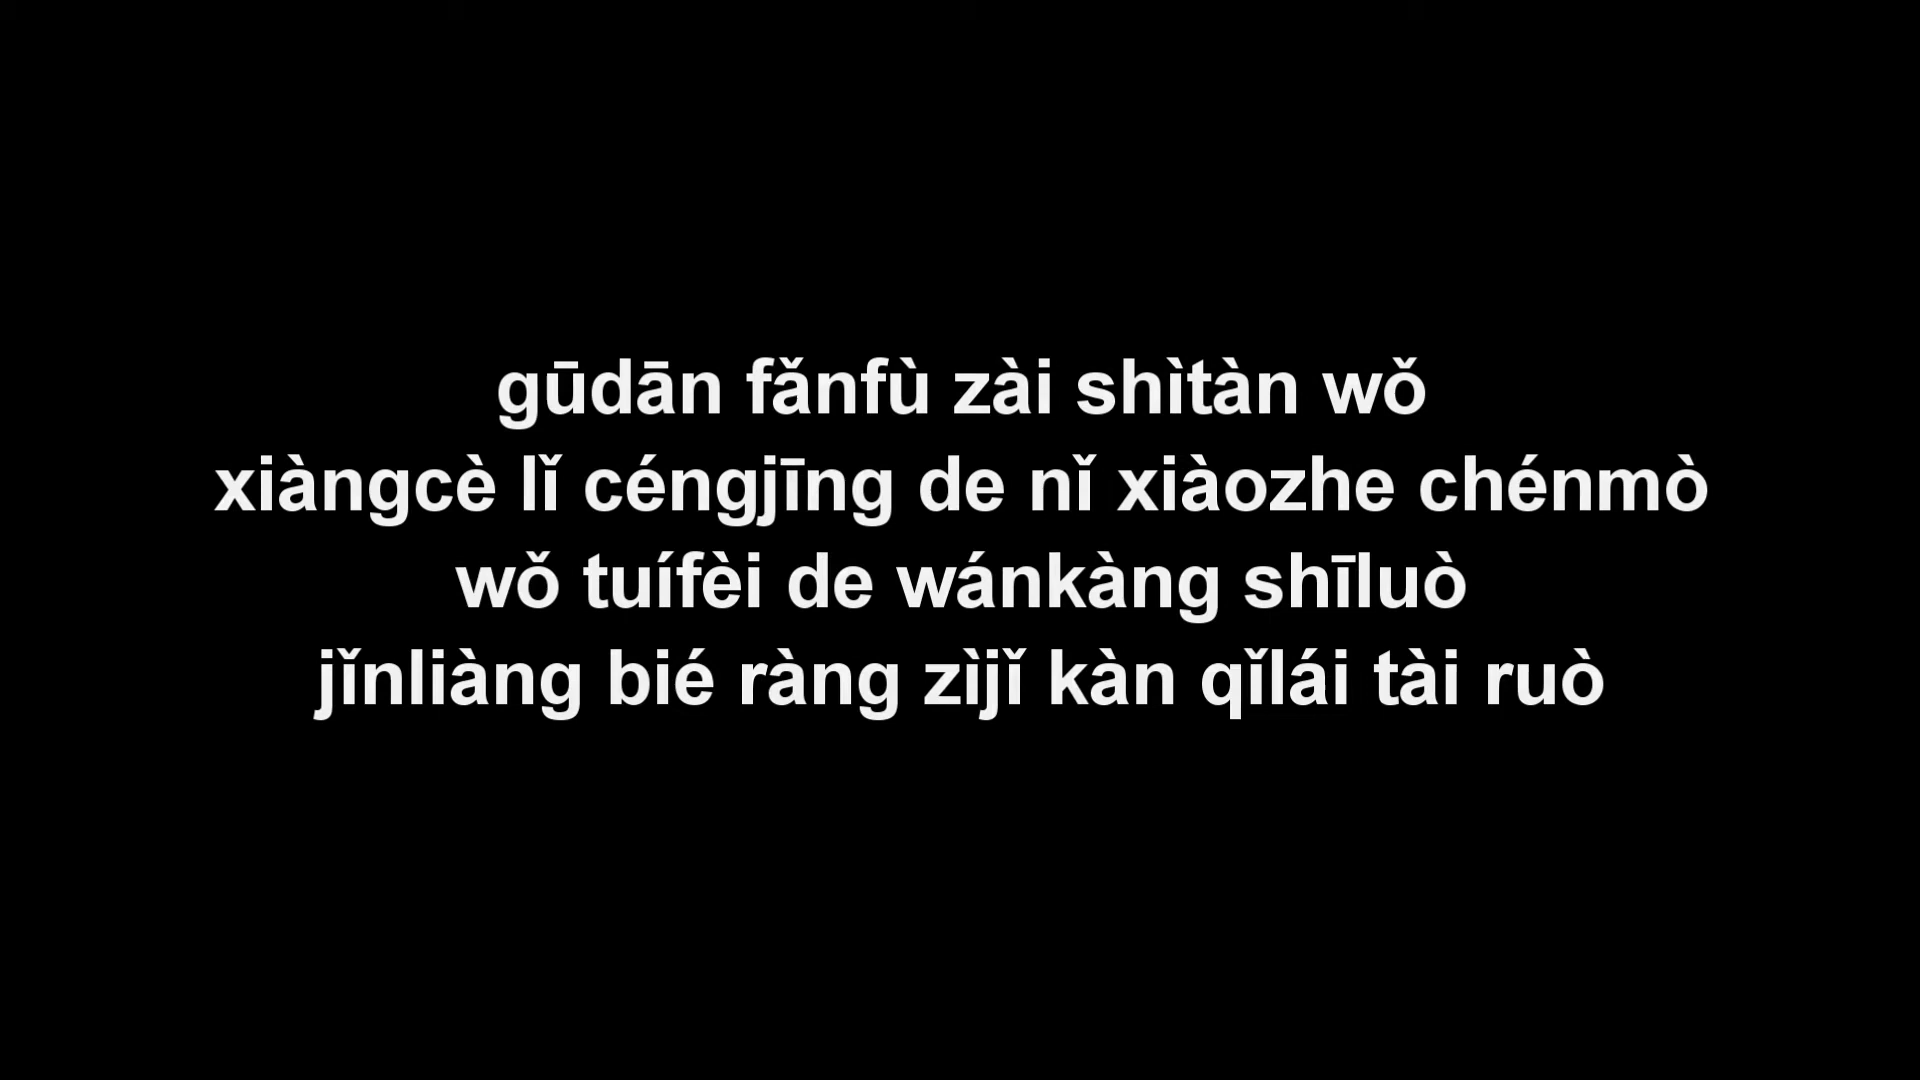 gūdān fǎnfù zài shìtàn wǒ
xiàngcè lǐ céngjīng de nǐ xiàozhe chénmò
wǒ tuífèi de wánkàng shīluò
jǐnliàng bié ràng zìjǐ kàn qǐlái tài ruò